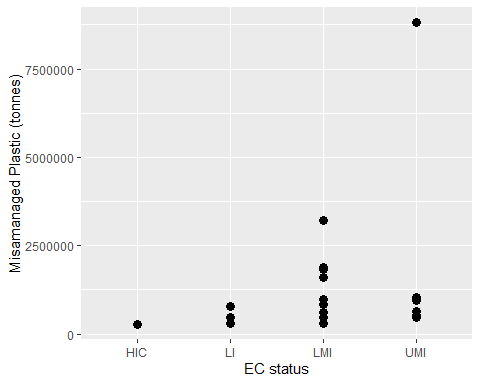 Misamanaged Plastic (tonnes)
7500000
5000000
2500000
0
HIC LI LMI UMI
EC status